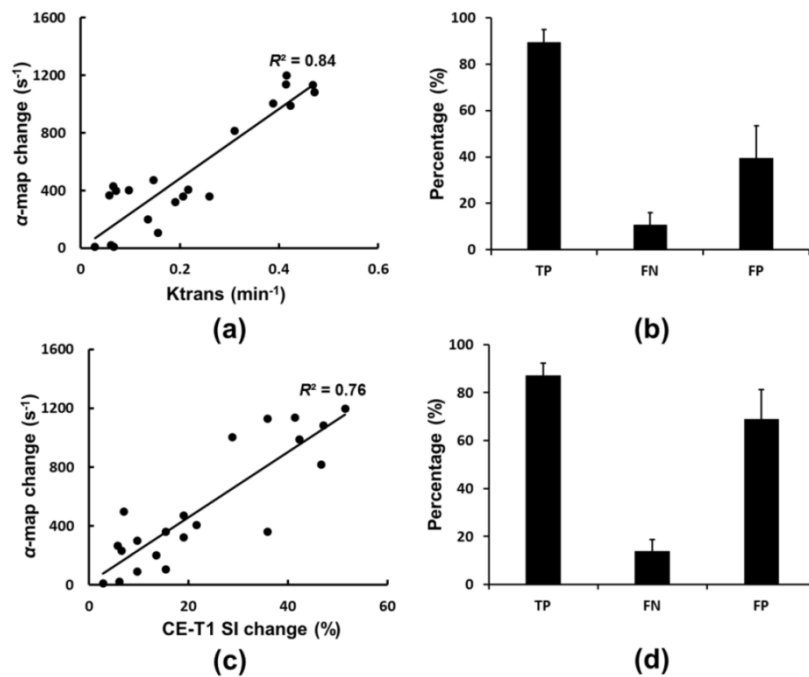 1600
1200
800
400
0
α-map change (s⁻¹)
R² = 0.84
0 0.2 0.4 0.6
Ktrans (min⁻¹)
(a)
100
80
60
40
20
0
Percentage (%)
TP FN FP
(b)
1600
1200
800
400
0
α-map change (s⁻¹)
R² = 0.76
0 20 40 60
CE-T1 SI change (%)
(c)
100
80
60
40
20
0
Percentage (%)
TP FN FP
(d)